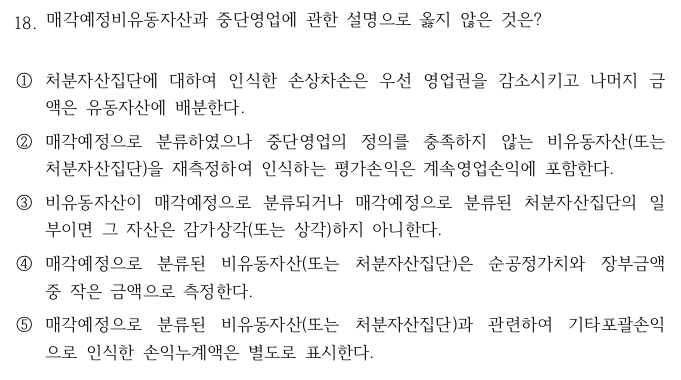 18. 매각예정비유동자산과 중단영업에 관한 설명으로 옳지 않은 것은?
① 처분자산집단에 대하여 인식한 손상차손은 우선 영업권을 감소시키고 나머지 금
액은 유동자산에 배분한다.
② 매각예정으로 분류하였으나 중단영업의 정의를 충족하지 않는 비유동자산(또는
처분자산집단)을 재측정하여 인식하는 평가손익은 계속영업손익에 포함한다.
③ 비유동자산이 매각예정으로 분류되거나 매각예정으로 분류된 처분자산집단의 일
부이면 그 자산은 감가상각(또는 상각)하지 아니한다.
④ 매각예정으로 분류된 비유동자산(또는 처분자산집단)은 순공정가치와 장부금액
중 작은 금액으로 측정한다.
⑤ 매각예정으로 분류된 비유동자산(또는 처분자산집단)과 관련하여 기타포괄손익
으로 인식한 손익누계액은 별도로 표시한다.